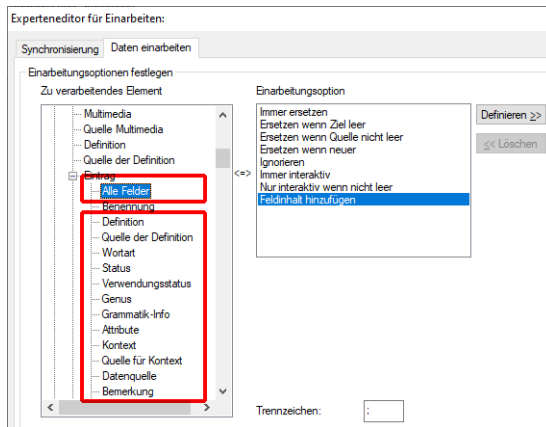 Experteneditor für Einarbeiten:
Synchronisierung
Daten einarbeiten
Einarbeitungsoptionen festlegen
Zu verarbeitendes Element
Multimedia
Quelle Multimedia
Definition
Quelle der Definition
Eintrag
Alle Felder
Benennung
Definition
Quelle der Definition
Wortart
Status
Verwendungsstatus
Genus
Grammatik-Info
Attribute
Kontext
Quelle für Kontext
Datenquelle
Bemerkung
<=>
Einarbeitungsoption
Immer ersetzen
Ersetzen wenn Ziel leer
Ersetzen wenn Quelle nicht leer
Ersetzen wenn neuer
Ignorieren
Immer interaktiv
Nur interaktiv wenn nicht leer
Feldinhalt hinzufügen
Definieren >>
<< Löschen
Trennzeichen:
;